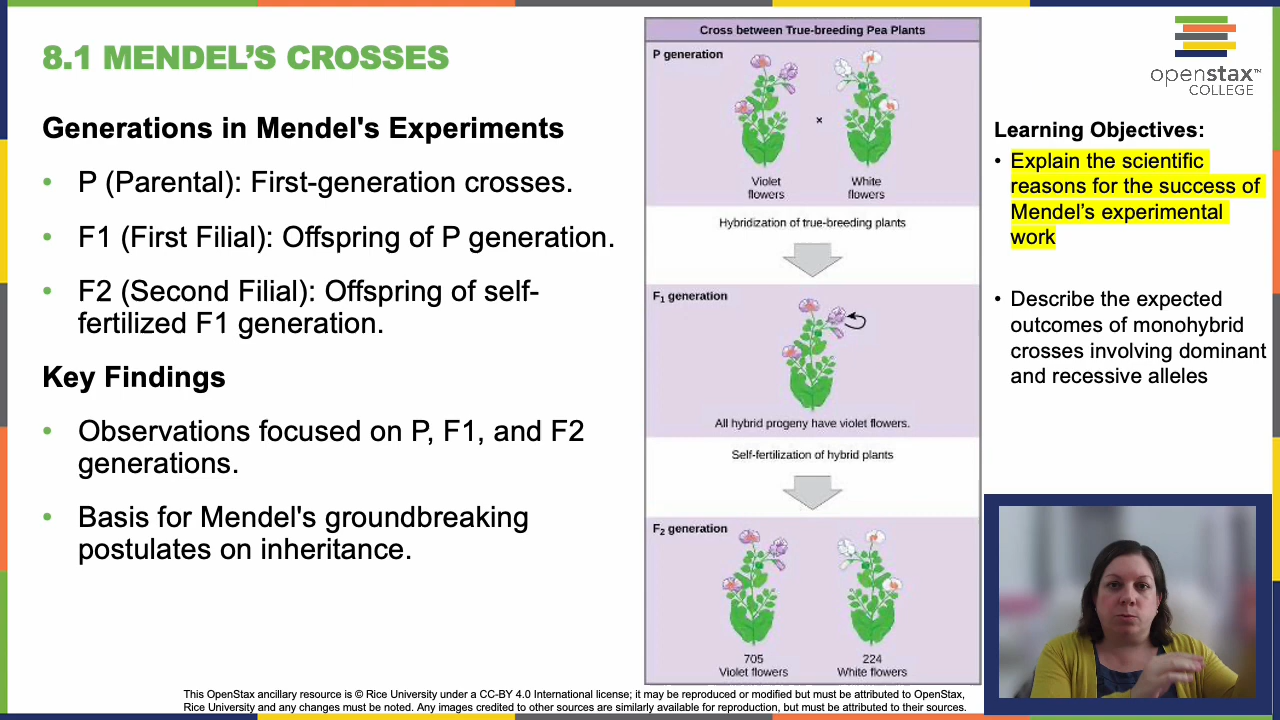 8.1 MENDEL'S CROSSES
Generations in Mendel's Experiments
• P (Parental): First-generation crosses.
• F1 (First Filial): Offspring of P generation.
• F2 (Second Filial): Offspring of self-
fertilized F1 generation.
Key Findings
• Observations focused on P, F1, and F2
generations.
• Basis for Mendel's groundbreaking
postulates on inheritance.
Cross between True-breeding Pea Plants
P generation
×
Violet
flowers
White
flowers
Hybridization of true-breeding plants
F₁ generation
All hybrid progeny have violet flowers.
Self-fertilization of hybrid plants
F₂ generation
705
Violet flowers
224
White flowers
openstax™
COLLEGE
Learning Objectives:
• Explain the scientific
reasons for the success of
Mendel's experimental
work
• Describe the expected
outcomes of monohybrid
crosses involving dominant
and recessive alleles
This OpenStax ancillary resource is © Rice University under a CC-BY 4.0 International license; it may be reproduced or modified but must be attributed to OpenStax,
Rice University and any changes must be noted. Any images credited to other sources are similarly available for reproduction, but must be attributed to their sources.